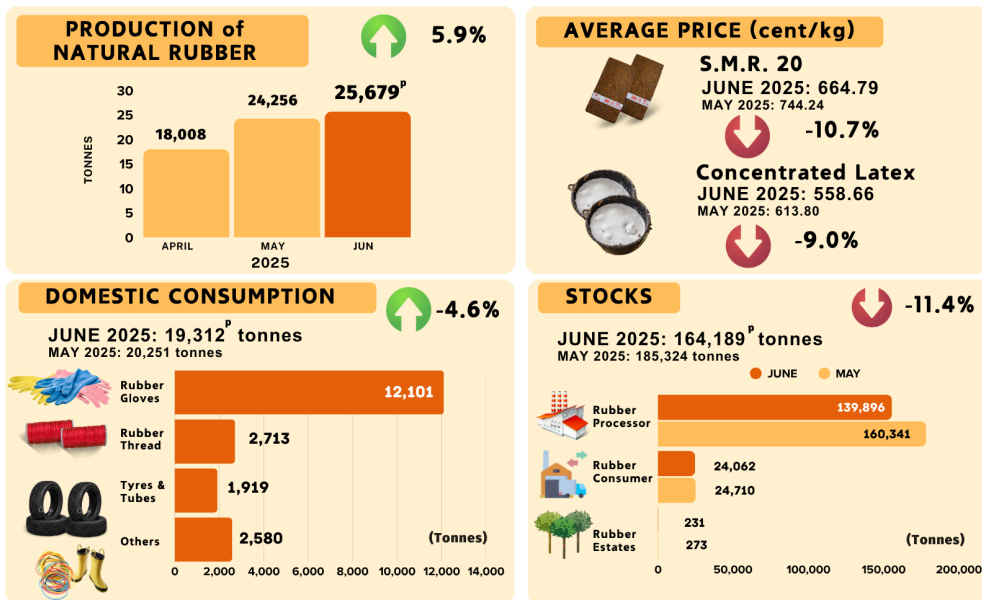 PRODUCTION of
NATURAL RUBBER
5.9%
30
25
20
15
10
5
0
TONNES
18,008
24,256
25,679ᵖ
APRIL
MAY
JUN
2025
AVERAGE PRICE (cent/kg)
S.M.R. 20
JUNE 2025: 664.79
MAY 2025: 744.24
-10.7%
Concentrated Latex
JUNE 2025: 558.66
MAY 2025: 613.80
-9.0%
DOMESTIC CONSUMPTION
-4.6%
JUNE 2025: 19,312ᵖ tonnes
MAY 2025: 20,251 tonnes
Rubber
Gloves
12,101
Rubber
Thread
2,713
Tyres &
Tubes
1,919
Others
2,580
(Tonnes)
0 2,000 4,000 6,000 8,000 10,000 12,000 14,000
STOCKS
-11.4%
JUNE 2025: 164,189ᵖ tonnes
MAY 2025: 185,324 tonnes
JUNE MAY
Rubber
Processor
139,896
160,341
Rubber
Consumer
24,062
24,710
Rubber
Estates
231
273
(Tonnes)
0 50,000 100,000 150,000 200,000